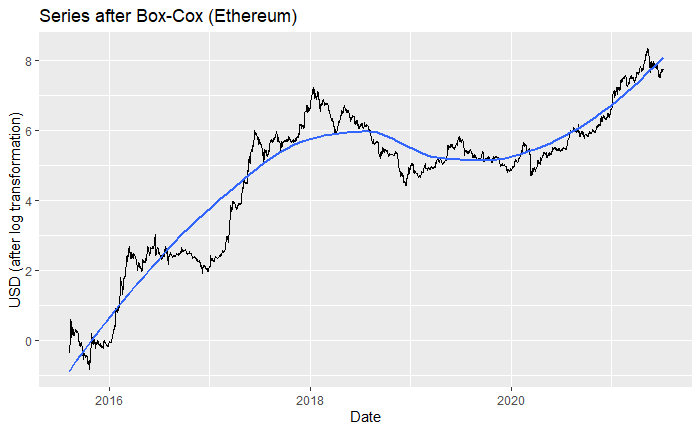 Series after Box-Cox (Ethereum)
USD (after log transformation)
8
6
4
2
0
2016
2018
2020
Date